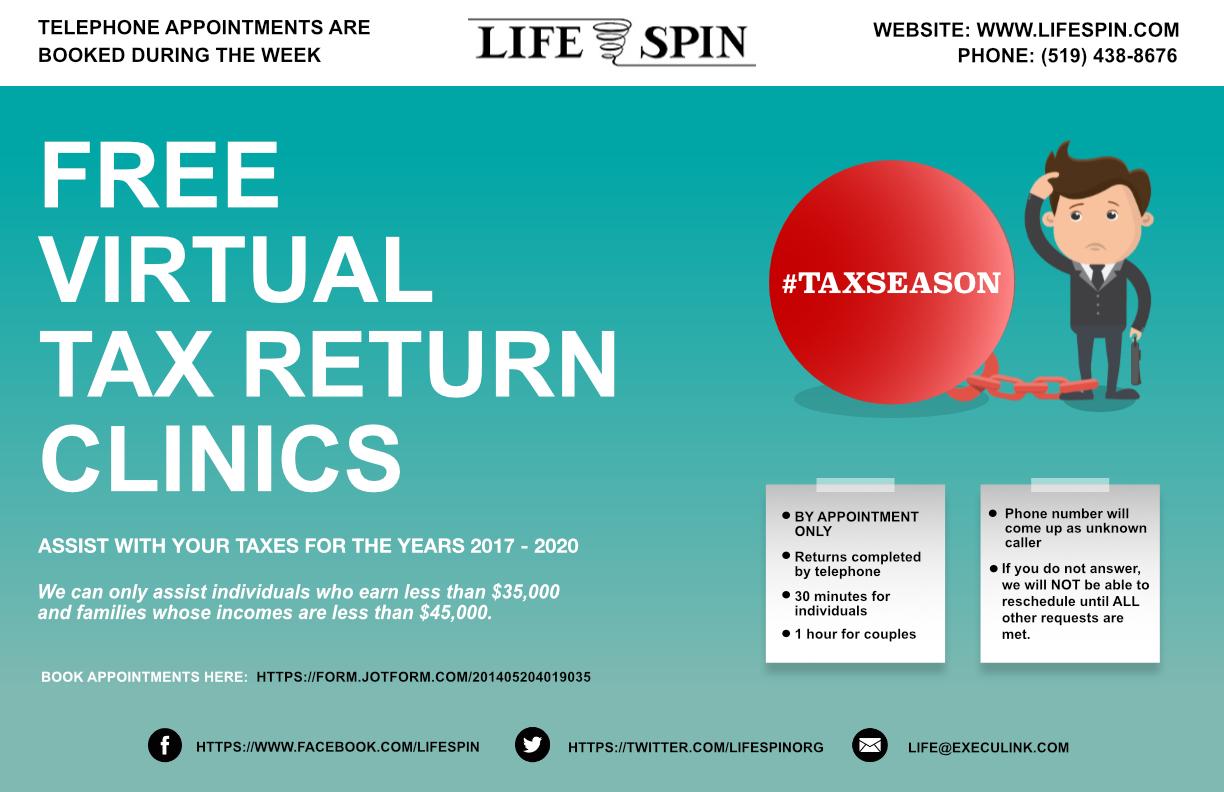 TELEPHONE APPOINTMENTS ARE
BOOKED DURING THE WEEK
LIFE SPIN
WEBSITE: WWW.LIFESPIN.COM
PHONE: (519) 438-8676
FREE
VIRTUAL
TAX RETURN
CLINICS
#TAXSEASON
ASSIST WITH YOUR TAXES FOR THE YEARS 2017 - 2020
We can only assist individuals who earn less than $35,000
and families whose incomes are less than $45,000.
BOOK APPOINTMENTS HERE: HTTPS://FORM.JOTFORM.COM/201405204019035
● BY APPOINTMENT
ONLY
● Returns completed
by telephone
● 30 minutes for
individuals
● 1 hour for couples
● Phone number will
come up as unknown
caller
● If you do not answer,
we will NOT be able to
reschedule until ALL
other requests are
met.
HTTPS://WWW.FACEBOOK.COM/LIFESPIN
HTTPS://TWITTER.COM/LIFESPINORG
LIFE@EXECULINK.COM